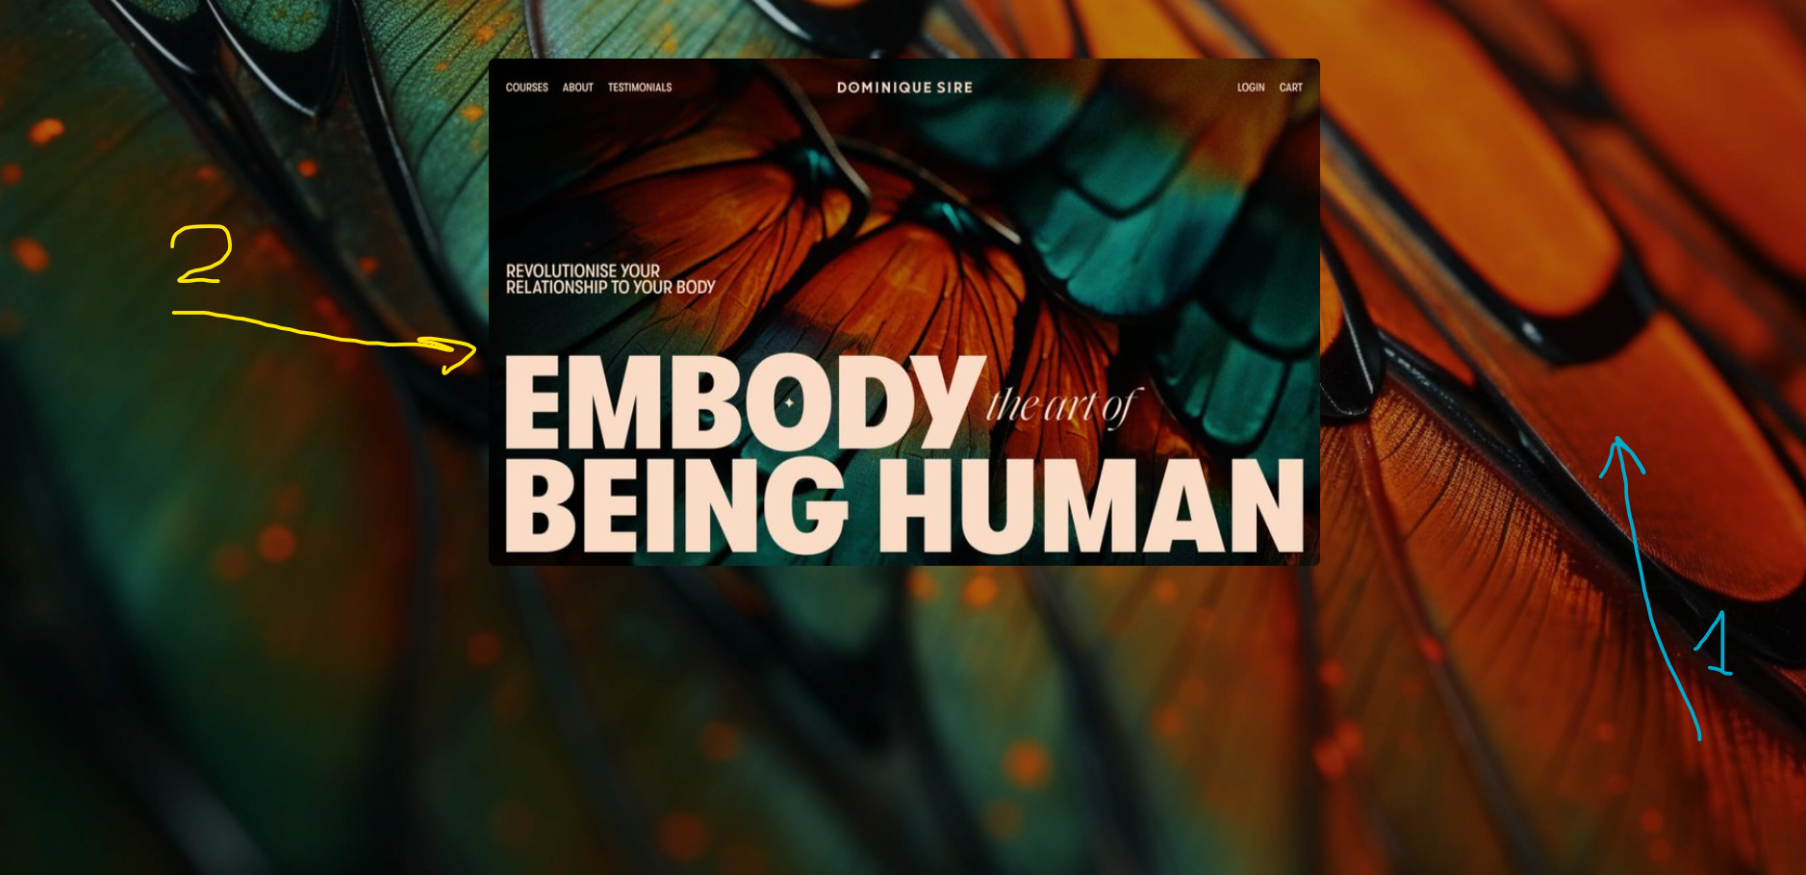 COURSES ABOUT TESTIMONIALS DOMINIQUE SIRE LOGIN CART
2
REVOLUTIONISE YOUR
RELATIONSHIP TO YOUR BODY
EMBODY the art of
BEING HUMAN
1